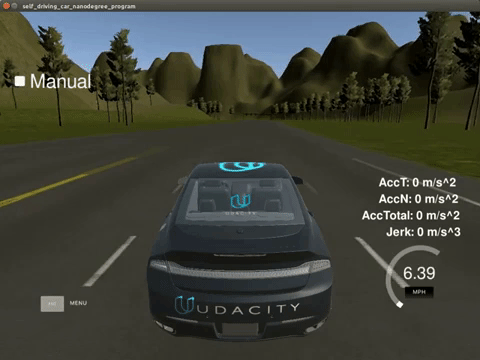 self_driving_car_nanodegree_program
Manual
AccT: 0 m/s^2
AccN: 0 m/s^2
AccTotal: 0 m/s^2
Jerk: 0 m/s^3
6.39
MPH
MENU
UDACITY